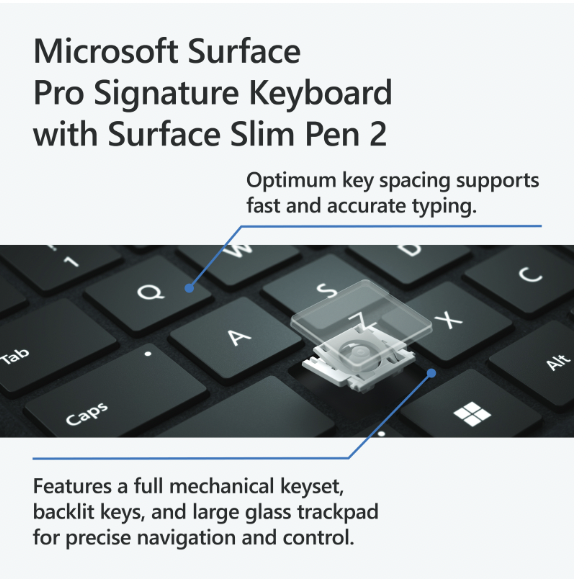 Microsoft Surface
Pro Signature Keyboard
with Surface Slim Pen 2
Optimum key spacing supports
fast and accurate typing.
1
Q
W
S
D
Tab
A
Z
X
C
Caps
Alt
Features a full mechanical keyset,
backlit keys, and large glass trackpad
for precise navigation and control.